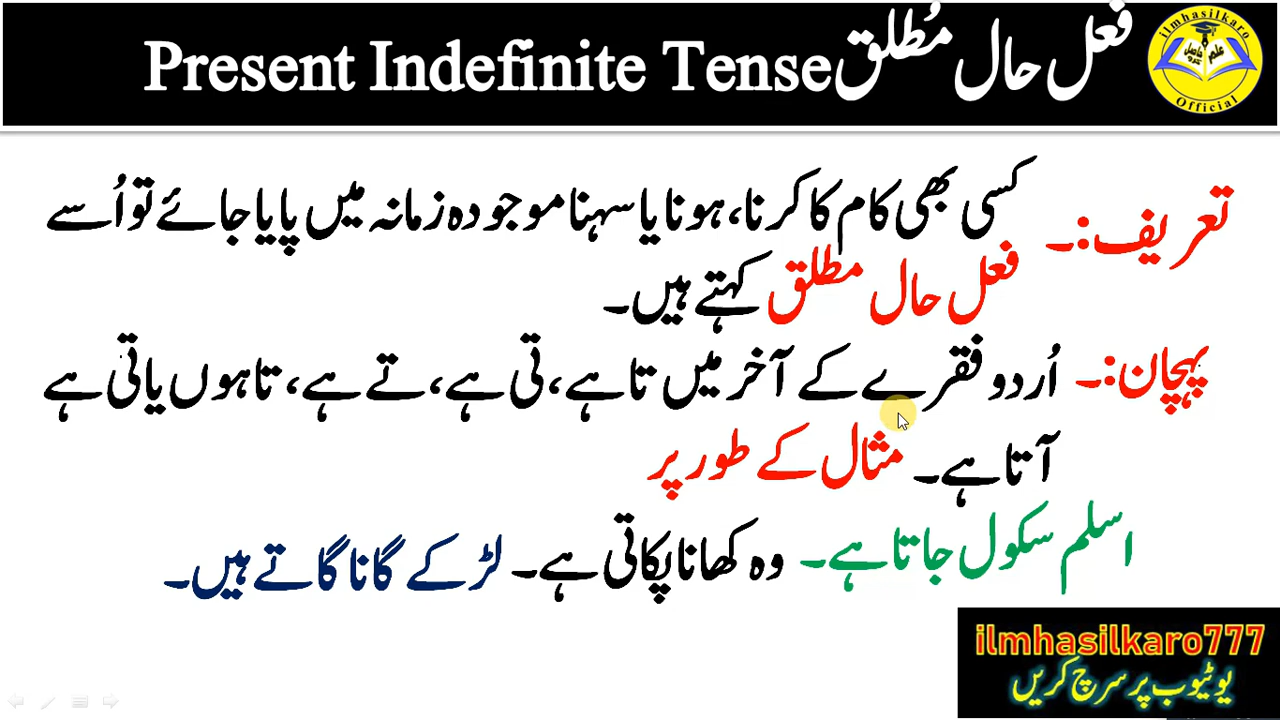 فعل حال مُطلق Present Indefinite Tense
ilmhasilkaro
علم حاصل کرو
Official
تعریف:۔ کسی بھی کام کا کرنا، ہونا یا سہنا موجودہ زمانہ میں پایا جائے تو اُسے
فعل حال مطلق کہتے ہیں۔
پہچان:۔ اُردو فقرے کے آخر میں تا ہے، تی ہے، تے ہے، تا ہوں یا تی ہے
آتا ہے۔ مثال کے طور پر
اسلم سکول جاتا ہے۔ وہ کھانا پکاتی ہے۔ لڑکے گانا گاتے ہیں۔
ilmhasilkaro777
یوٹیوب پر سرچ کریں